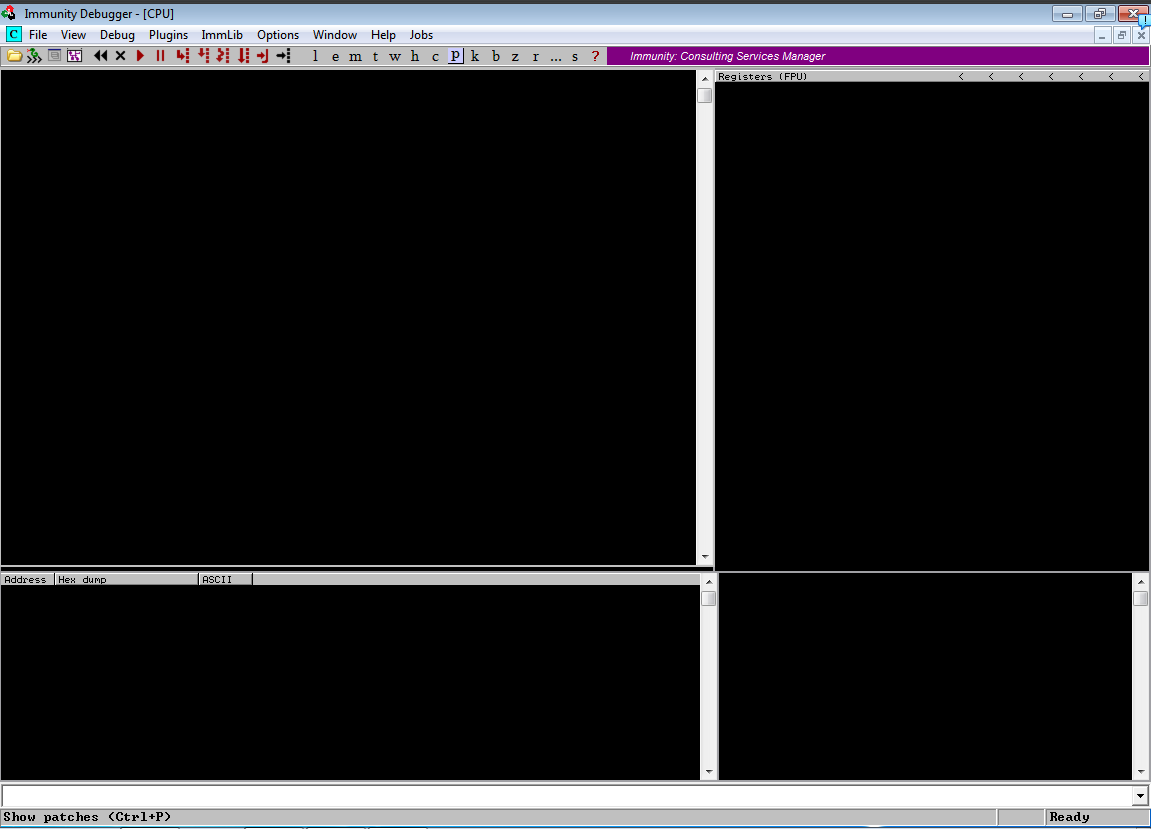 Immunity Debugger - [CPU]
C File View Debug Plugins ImmLib Options Window Help Jobs
l e m t w h c p k b z r ... s ? Immunity: Consulting Services Manager
Registers (FPU) < < < < < < <
Address Hex dump ASCII
Show patches (Ctrl+P) Ready